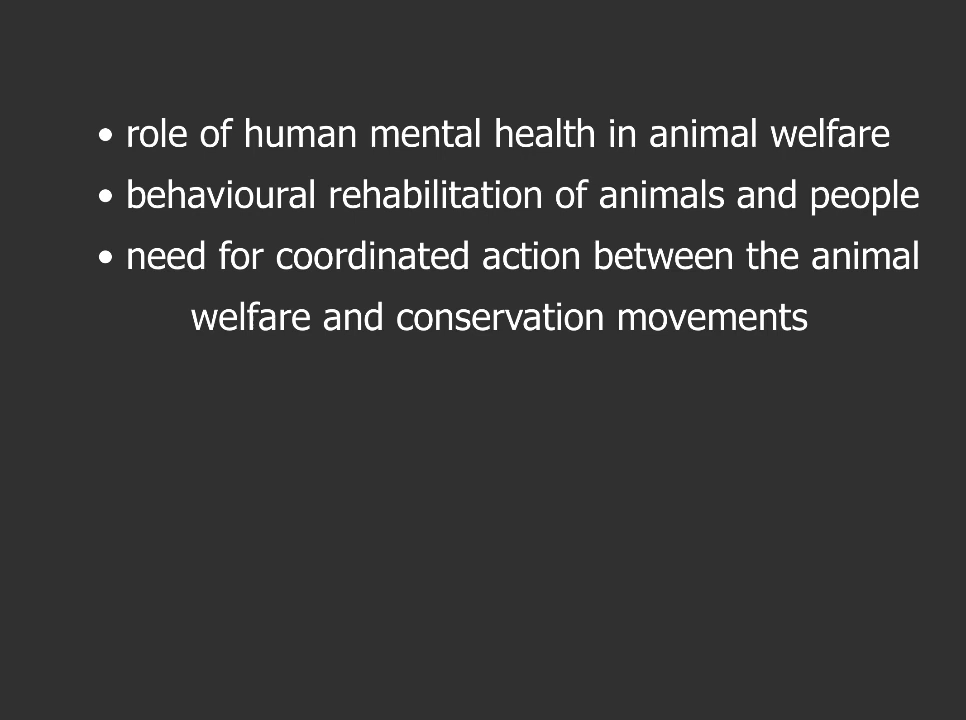 • role of human mental health in animal welfare
• behavioural rehabilitation of animals and people
• need for coordinated action between the animal
welfare and conservation movements